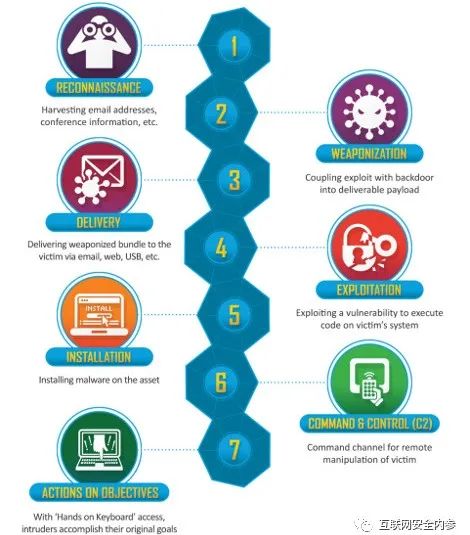 1
RECONNAISSANCE
Harvesting email addresses,
conference information, etc.
2
WEAPONIZATION
Coupling exploit with backdoor
into deliverable payload
3
DELIVERY
Delivering weaponized bundle to the
victim via email, web, USB, etc.
4
EXPLOITATION
Exploiting a vulnerability to execute
code on victim's system
5
INSTALL
INSTALLATION
Installing malware on the asset
6
COMMAND & CONTROL (C2)
Command channel for remote
manipulation of victim
7
ACTIONS ON OBJECTIVES
With 'Hands on Keyboard' access,
intruders accomplish their original goals
互联网安全内参